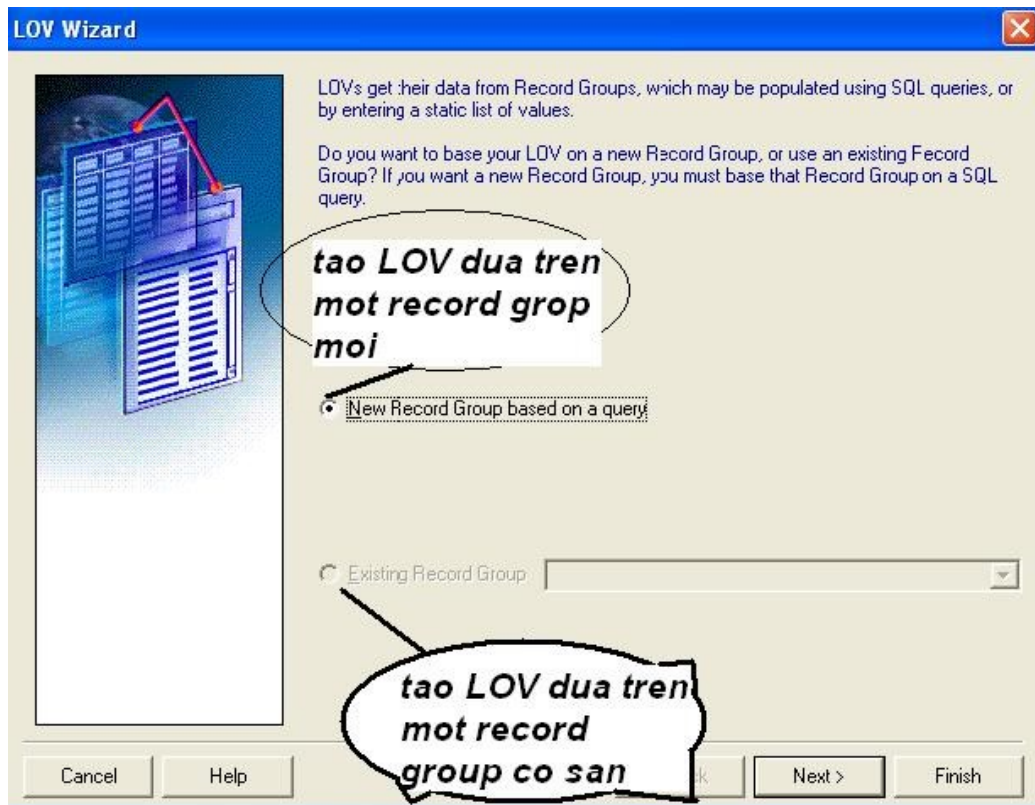 LOV Wizard
LOVs get their data from Record Groups, which may be populated using SQL queries, or
by entering a static list of values.
Do you want to base your LOV on a new Record Group, or use an existing Record
Group? If you want a new Record Group, you must base that Record Group on a SQL
query.
tao LOV dua tren
mot record grop
moi
New Record Group based on a query
Existing Record Group
tao LOV dua tren
mot record
group co san
Cancel
Help
Next >
Finish